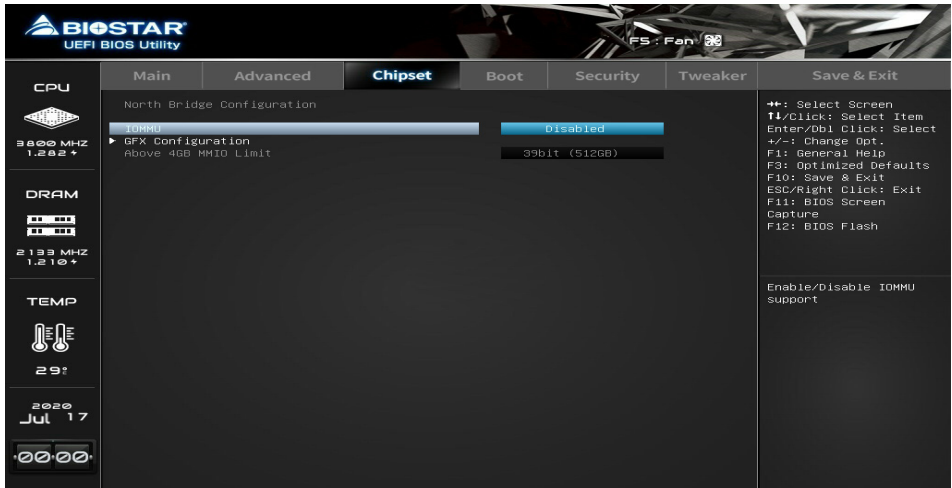 BIOSTAR®
UEFI BIOS Utility
F5 : Fan
Main Advanced Chipset Boot Security Tweaker Save & Exit
CPU
3800 MHZ
1.282
DRAM
2133 MHZ
1.210
TEMP
29°C
2020
Jul 17
00:00
North Bridge Configuration
IOMMU Disabled
GFX Configuration
Above 4GB MMIO Limit 39bit (512GB)
→←: Select Screen
↑↓/Click: Select Item
Enter/Dbl Click: Select
+/-: Change Opt.
F1: General Help
F3: Optimized Defaults
F10: Save & Exit
ESC/Right Click: Exit
F11: BIOS Screen
Capture
F12: BIOS Flash
Enable/Disable IOMMU
support